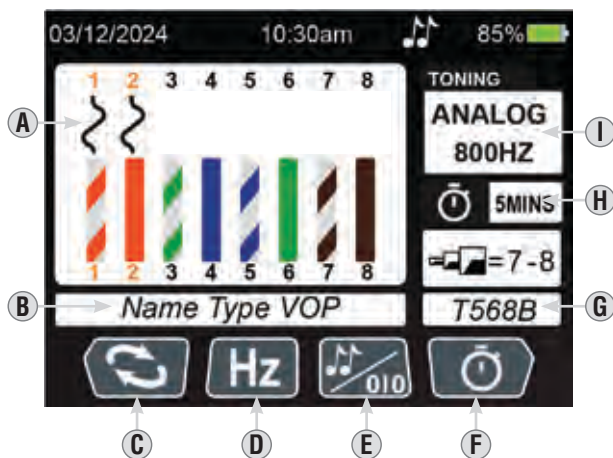 03/12/2024 10:30am 85%
1 2 3 4 5 6 7 8 TONING
A ANALOG I
800HZ
5MINS H
=7-8
1 2 3 4 5 6 7 8
B Name Type VOP T568B G
Hz 010
C D E F